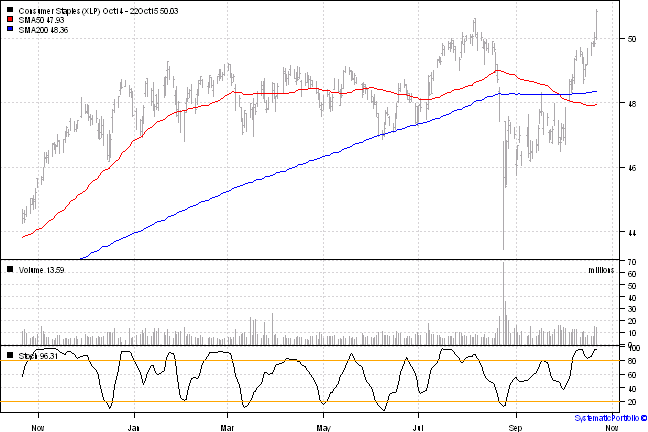 Consumer Staples (XLP) Oct14 - 22Oct15 50.03
SMA50 47.93
SMA200 48.36
50
48
46
44
Volume 13.59
millions
70
60
50
40
30
20
10
Stoch 96.31
100
80
60
40
20
Nov
Jan
Mar
May
Jul
Sep
Nov
SystematicPortfolio ©